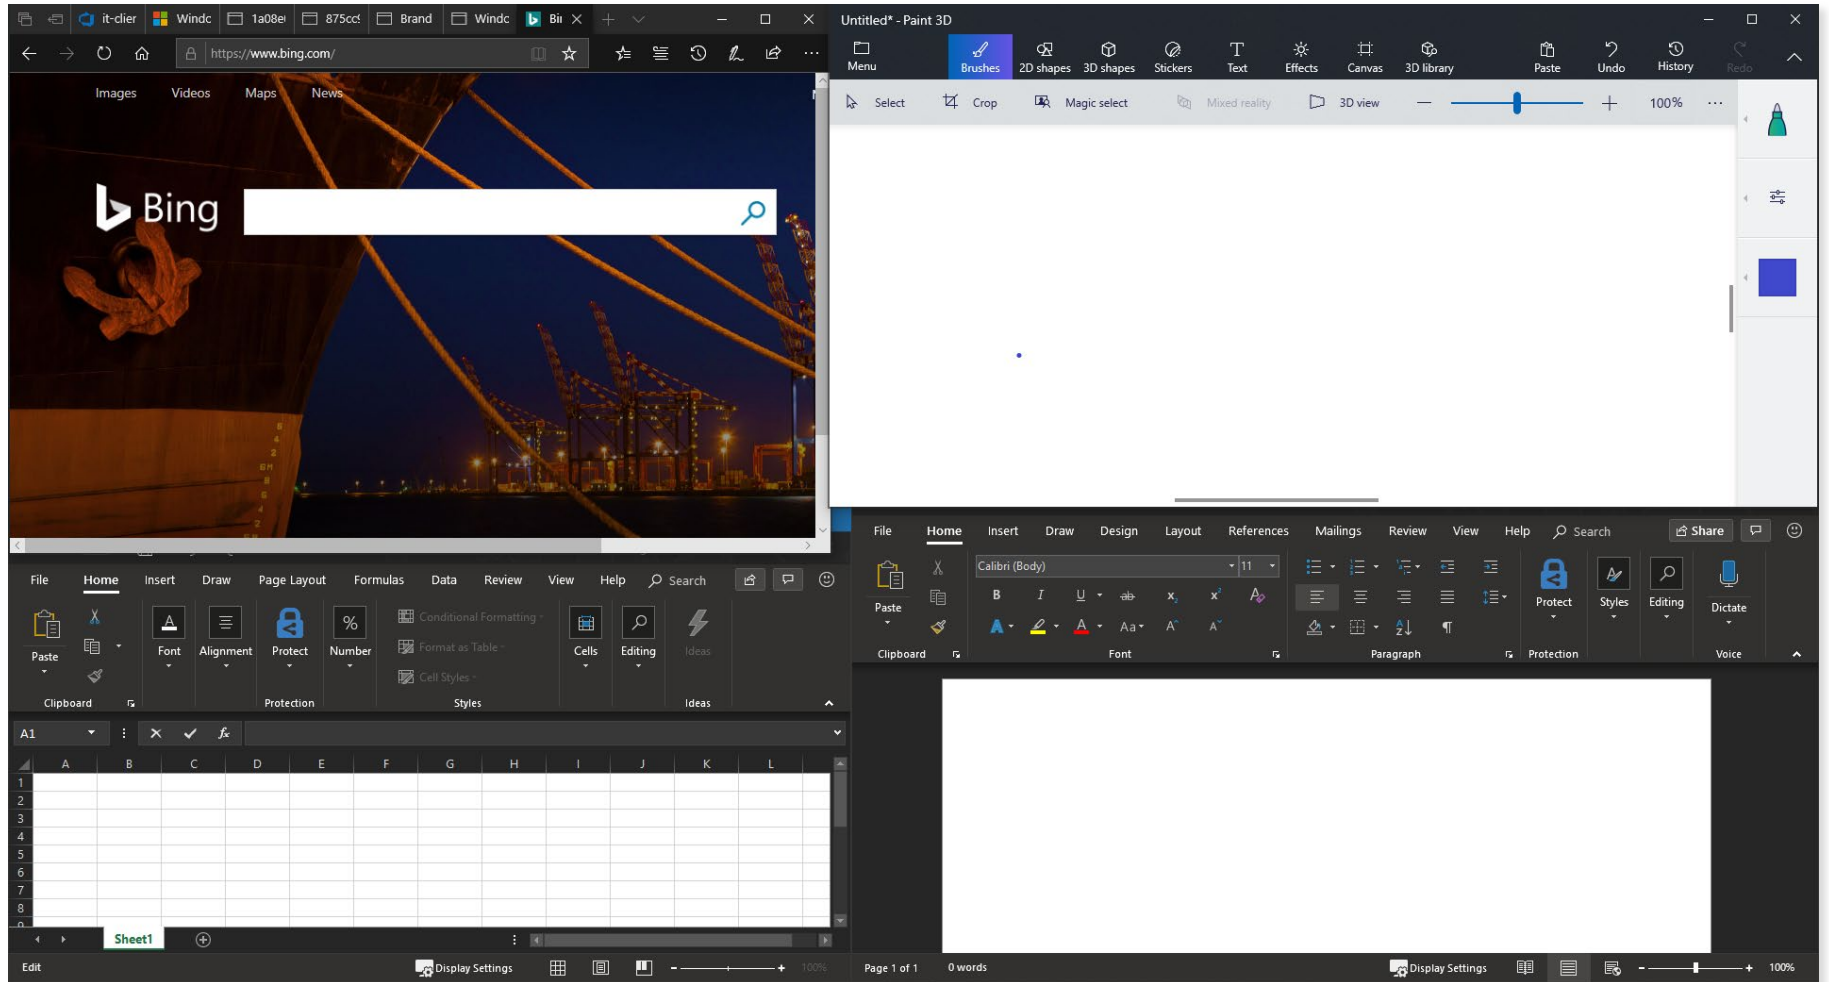 it-clier
Windc
1a08e
875cc
Brand
Windc
Bi
https://www.bing.com/
Images Videos Maps News
Bing
Untitled* - Paint 3D
Menu
Brushes 2D shapes 3D shapes Stickers Text Effects Canvas 3D library Paste Undo History Redo
Select Crop Magic select Mixed reality 3D view 100%
File Home Insert Draw Page Layout Formulas Data Review View Help Search
Paste Font Alignment Protect Number Conditional Formatting Cells Editing Ideas
Format as Table
Cell Styles
Clipboard Protection Styles Ideas
A1 fx
A B C D E F G H I J K L
1
2
3
4
5
6
7
8
9
Sheet1
Edit Display Settings 100%
File Home Insert Draw Design Layout References Mailings Review View Help Search Share
Calibri (Body) 11
Paste B I U ab x₂ x² A Protect Styles Editing Dictate
A A Aa A^ Aˇ
Clipboard Font Paragraph Protection Voice
Page 1 of 1 0 words Display Settings 100%